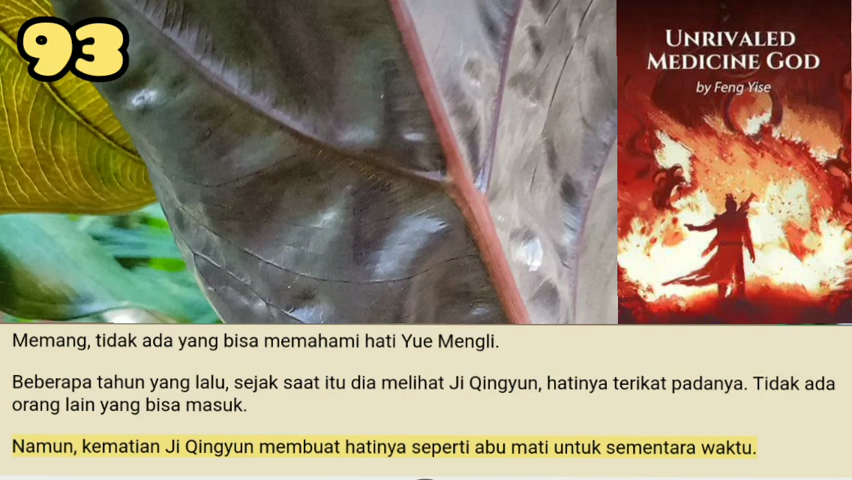 93
UNRIVALED
MEDICINE GOD
by Feng Yise
Memang, tidak ada yang bisa memahami hati Yue Mengli.
Beberapa tahun yang lalu, sejak saat itu dia melihat Ji Qingyun, hatinya terikat padanya. Tidak ada
orang lain yang bisa masuk.
Namun, kematian Ji Qingyun membuat hatinya seperti abu mati untuk sementara waktu.